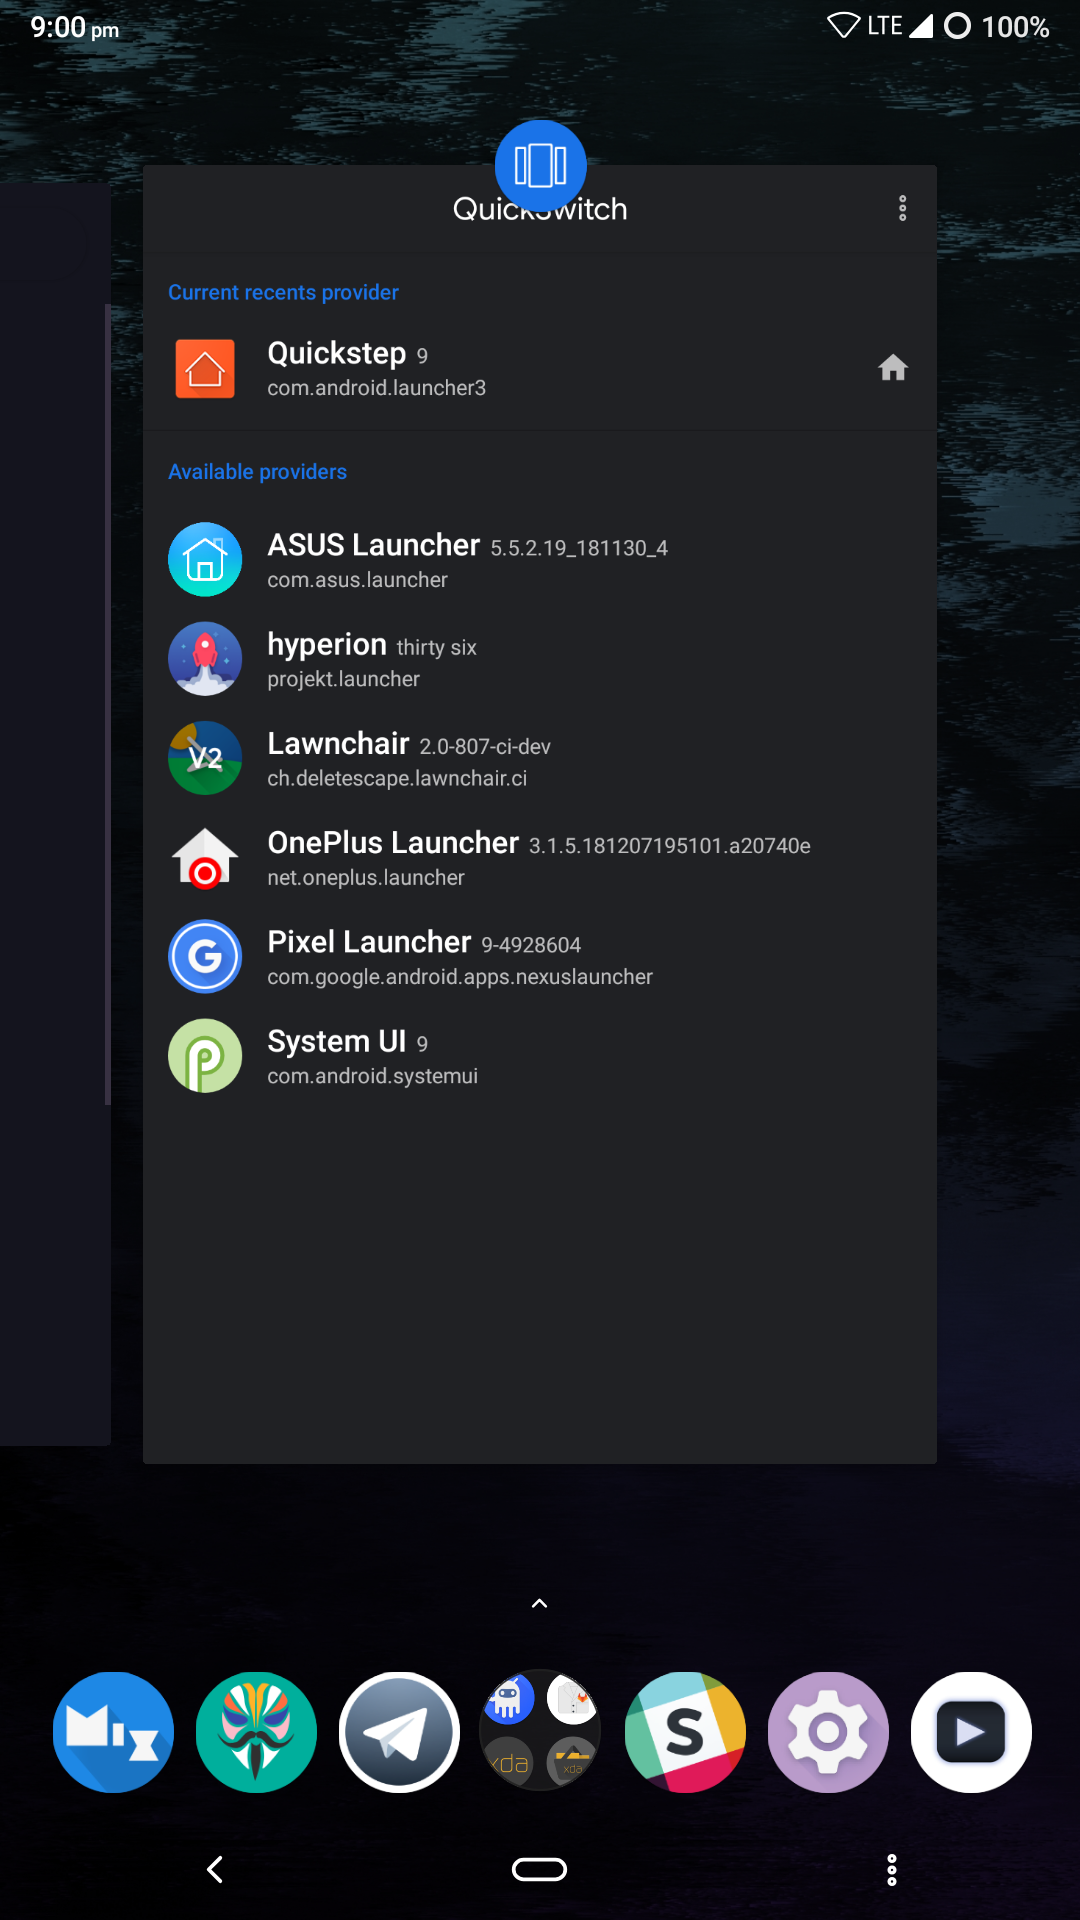 9:00 pm
LTE 100%
QuickSwitch
Current recents provider
Quickstep 9
com.android.launcher3
Available providers
ASUS Launcher 5.5.2.19_181130_4
com.asus.launcher
hyperion thirty six
projekt.launcher
Lawnchair 2.0-807-ci-dev
ch.deletescape.lawnchair.ci
V2
OnePlus Launcher 3.1.5.181207195101.a20740e
net.oneplus.launcher
Pixel Launcher 9-4928604
com.google.android.apps.nexuslauncher
G
System UI 9
com.android.systemui
S
xda
xda